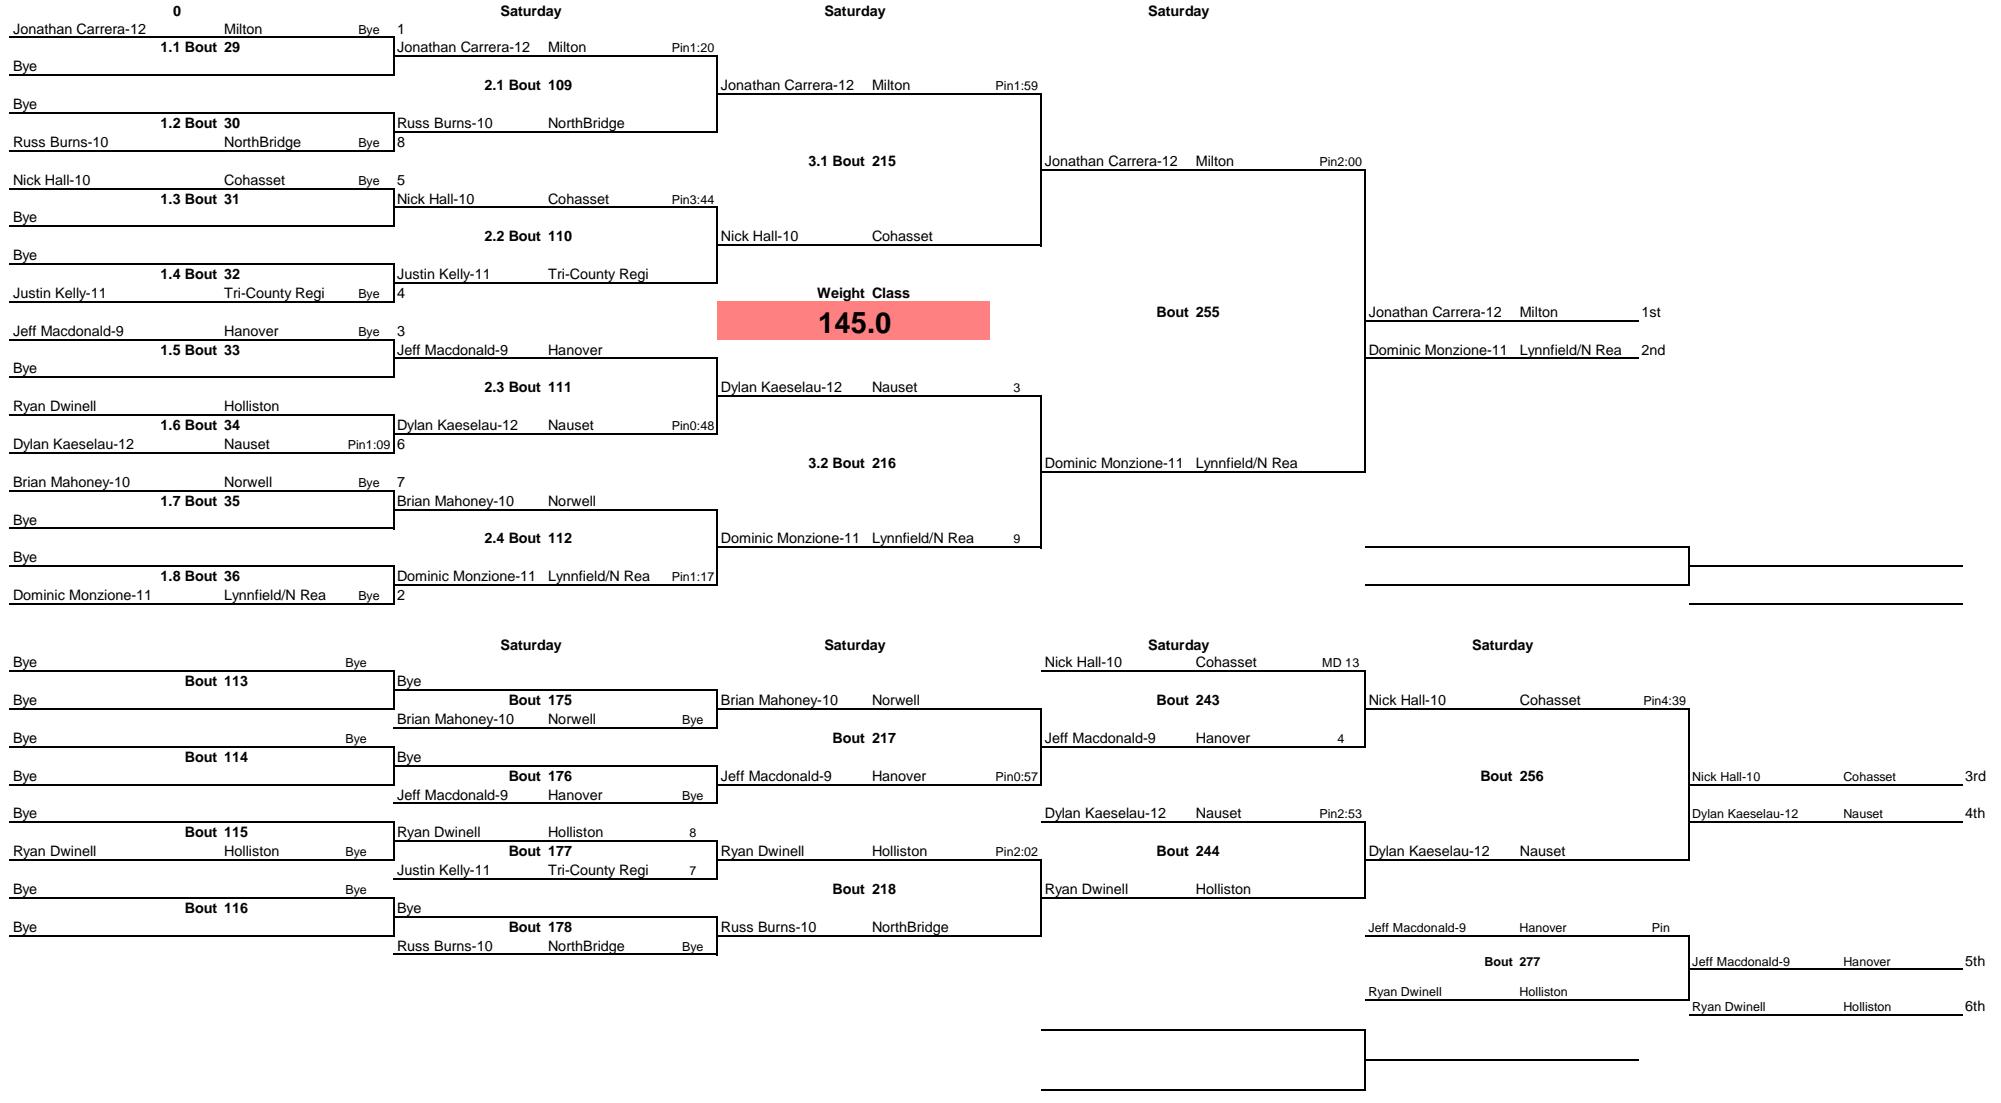 0 Saturday Saturday Saturday
Jonathan Carrera-12 Milton Bye 1
1.1 Bout 29 Jonathan Carrera-12 Milton Pin1:20
Bye
2.1 Bout 109 Jonathan Carrera-12 Milton Pin1:59
Bye
1.2 Bout 30 Russ Burns-10 NorthBridge
Russ Burns-10 NorthBridge Bye 8
3.1 Bout 215 Jonathan Carrera-12 Milton Pin2:00
Nick Hall-10 Cohasset Bye 5
1.3 Bout 31 Nick Hall-10 Cohasset Pin3:44
Bye
2.2 Bout 110 Nick Hall-10 Cohasset
Bye
1.4 Bout 32 Justin Kelly-11 Tri-County Regi
Justin Kelly-11 Tri-County Regi Bye 4 Weight Class
145.0 Bout 255 Jonathan Carrera-12 Milton 1st
Jeff Macdonald-9 Hanover Bye 3
1.5 Bout 33 Jeff Macdonald-9 Hanover Dominic Monzione-11 Lynnfield/N Rea 2nd
Bye
2.3 Bout 111 Dylan Kaeselau-12 Nauset 3
Ryan Dwinell Holliston
1.6 Bout 34 Dylan Kaeselau-12 Nauset Pin0:48
Dylan Kaeselau-12 Nauset Pin1:09 6
3.2 Bout 216 Dominic Monzione-11 Lynnfield/N Rea
Brian Mahoney-10 Norwell Bye 7
1.7 Bout 35 Brian Mahoney-10 Norwell
Bye
2.4 Bout 112 Dominic Monzione-11 Lynnfield/N Rea 9
Bye
1.8 Bout 36 Dominic Monzione-11 Lynnfield/N Rea Pin1:17
Dominic Monzione-11 Lynnfield/N Rea Bye 2
Saturday Saturday Saturday Saturday
Bye Bye Nick Hall-10 Cohasset MD 13
Bout 113 Bye
Bye Bout 175 Brian Mahoney-10 Norwell Bout 243 Nick Hall-10 Cohasset Pin4:39
Brian Mahoney-10 Norwell Bye
Bye Bye Bout 217 Jeff Macdonald-9 Hanover 4
Bout 114 Bye
Bye Bout 176 Jeff Macdonald-9 Hanover Pin0:57 Bout 256 Nick Hall-10 Cohasset 3rd
Jeff Macdonald-9 Hanover Bye
Bye Dylan Kaeselau-12 Nauset Pin2:53 Dylan Kaeselau-12 Nauset 4th
Bout 115 Ryan Dwinell Holliston 8
Ryan Dwinell Holliston Bye Bout 177 Ryan Dwinell Holliston Pin2:02 Bout 244 Dylan Kaeselau-12 Nauset
Justin Kelly-11 Tri-County Regi 7
Bye Bye Bout 218 Ryan Dwinell Holliston
Bout 116 Bye
Bye Bout 178 Russ Burns-10 NorthBridge Jeff Macdonald-9 Hanover Pin
Russ Burns-10 NorthBridge Bye
Bout 277 Jeff Macdonald-9 Hanover 5th
Ryan Dwinell Holliston
Ryan Dwinell Holliston 6th